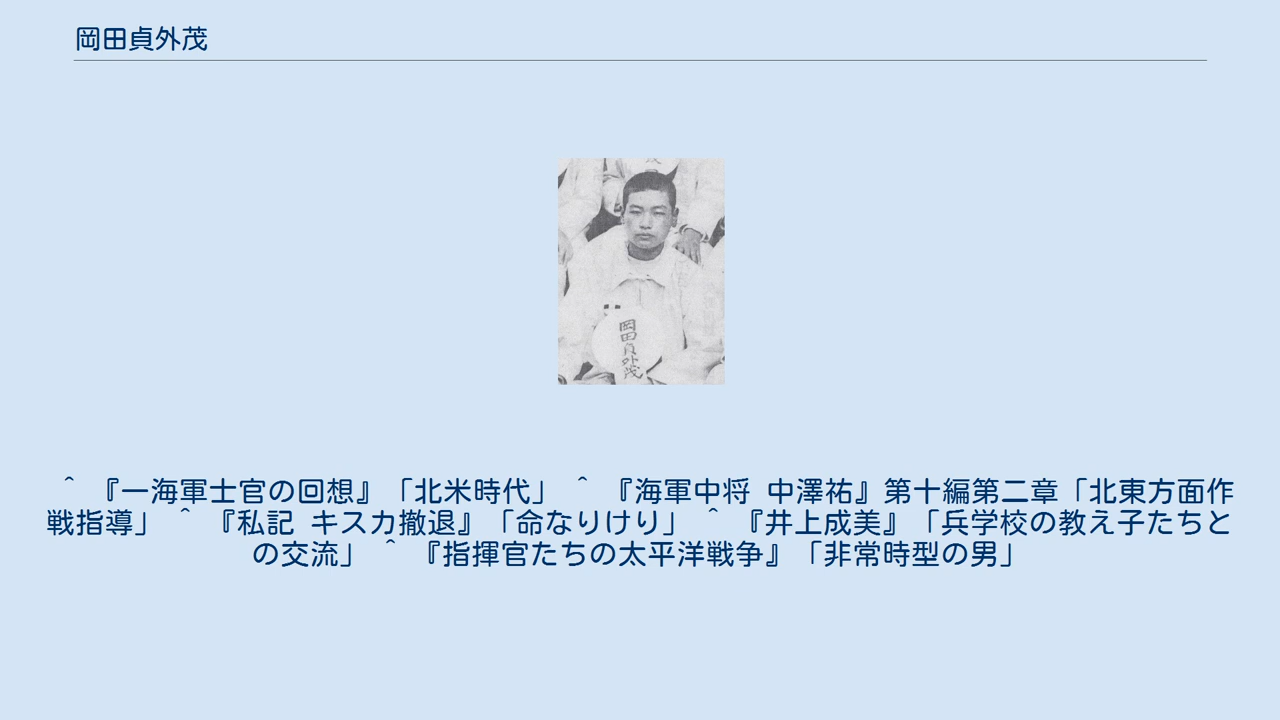 岡田貞外茂
岡田貞外茂
^ 『一海軍士官の回想』「北米時代」 ^ 『海軍中将 中澤祐』第十編第二章「北東方面作
戦指導」 ^ 『私記 キスカ撤退』「命なりけり」 ^ 『井上成美』「兵学校の教え子たちと
の交流」 ^ 『指揮官たちの太平洋戦争』「非常時型の男」